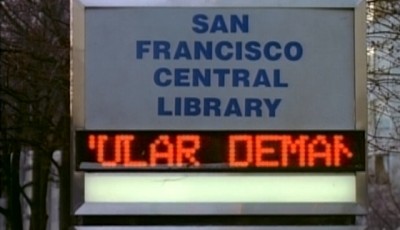 SAN
FRANCISCO
CENTRAL
LIBRARY
ULAR DEMAN